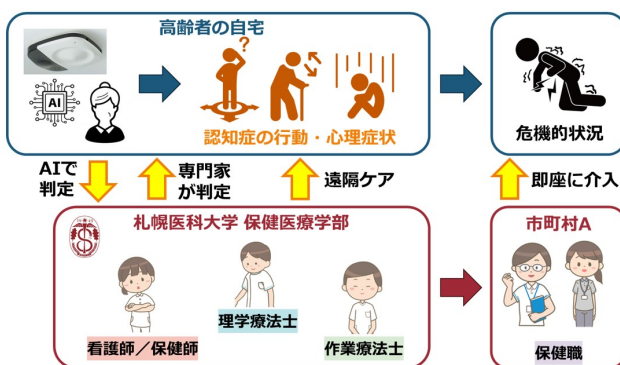 高齢者の自宅
?
AI
認知症の行動・心理症状
危機的状況
AIで
判定
専門家
が判定
遠隔ケア
即座に介入
札幌医科大学 保健医療学部
市町村A
看護師／保健師
理学療法士
作業療法士
保健職